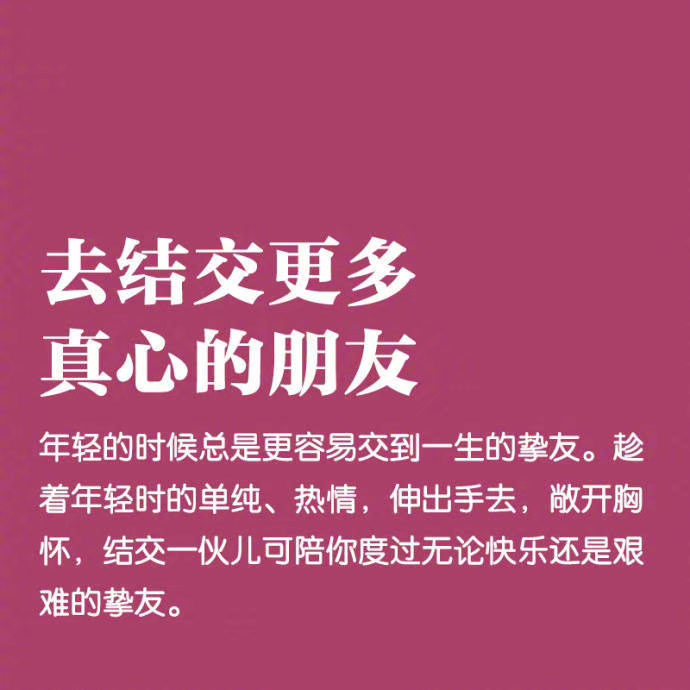 去结交更多
真心的朋友
年轻的时候总是更容易交到一生的挚友。趁
着年轻时的单纯、热情，伸出手去，敞开胸
怀，结交一伙儿可陪你度过无论快乐还是艰
难的挚友。